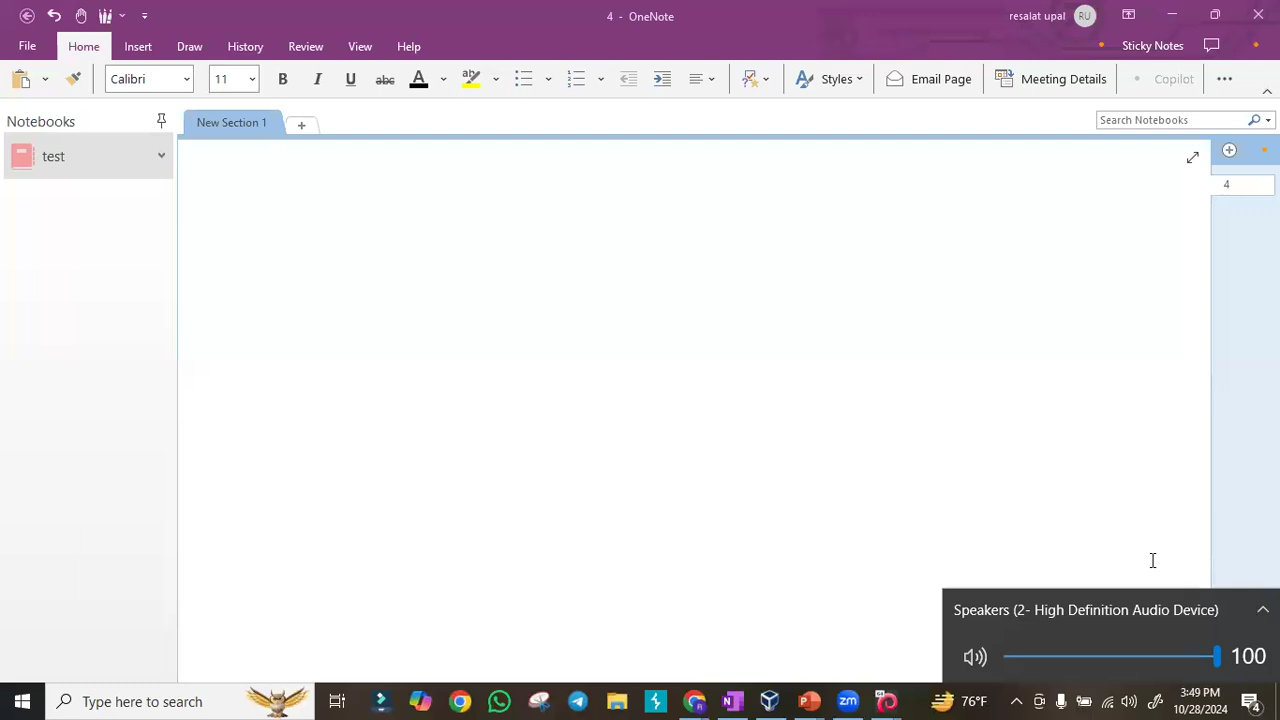 4 - OneNote
resalat upal
RU
File
Home
Insert
Draw
History
Review
View
Help
Sticky Notes
Calibri
11
B
I
U
abc
A
ab
Styles
Email Page
Meeting Details
Copilot
Notebooks
New Section 1
Search Notebooks
test
4
Speakers (2- High Definition Audio Device)
100
Type here to search
76°F
3:49 PM
10/28/2024
4